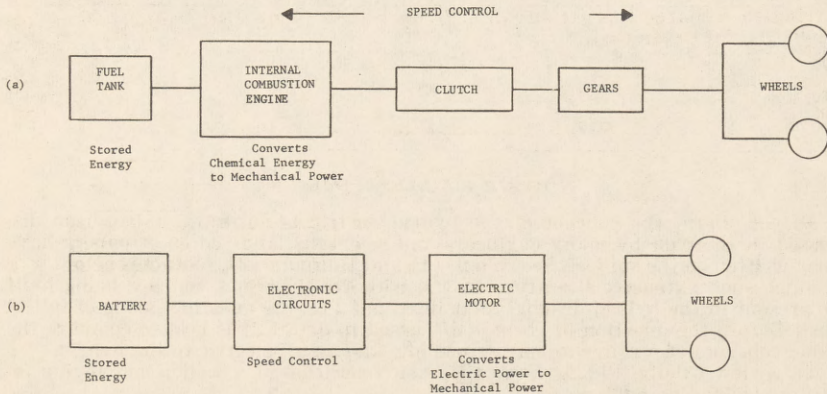 SPEED CONTROL
(a)
FUEL
TANK
INTERNAL
COMBUSTION
ENGINE
CLUTCH
GEARS
WHEELS
Stored
Energy
Converts
Chemical Energy
to Mechanical Power
(b)
BATTERY
ELECTRONIC
CIRCUITS
ELECTRIC
MOTOR
WHEELS
Stored
Energy
Speed Control
Converts
Electric Power to
Mechanical Power